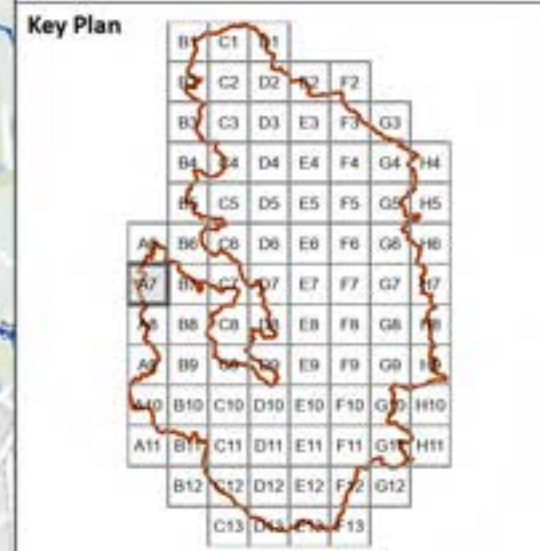 Key Plan
B1 C1 D1
B2 C2 D2 E2 F2
B3 C3 D3 E3 F3 G3
B4 C4 D4 E4 F4 G4 H4
B5 C5 D5 E5 F5 G5 H5
A6 B6 C6 D6 E6 F6 G6 H6
A7 B7 C7 D7 E7 F7 G7 H7
A8 B8 C8 D8 E8 F8 G8 H8
A9 B9 C9 D9 E9 F9 G9 H9
A10 B10 C10 D10 E10 F10 G10 H10
A11 B11 C11 D11 E11 F11 G11 H11
B12 C12 D12 E12 F12 G12
C13 D13 E13 F13